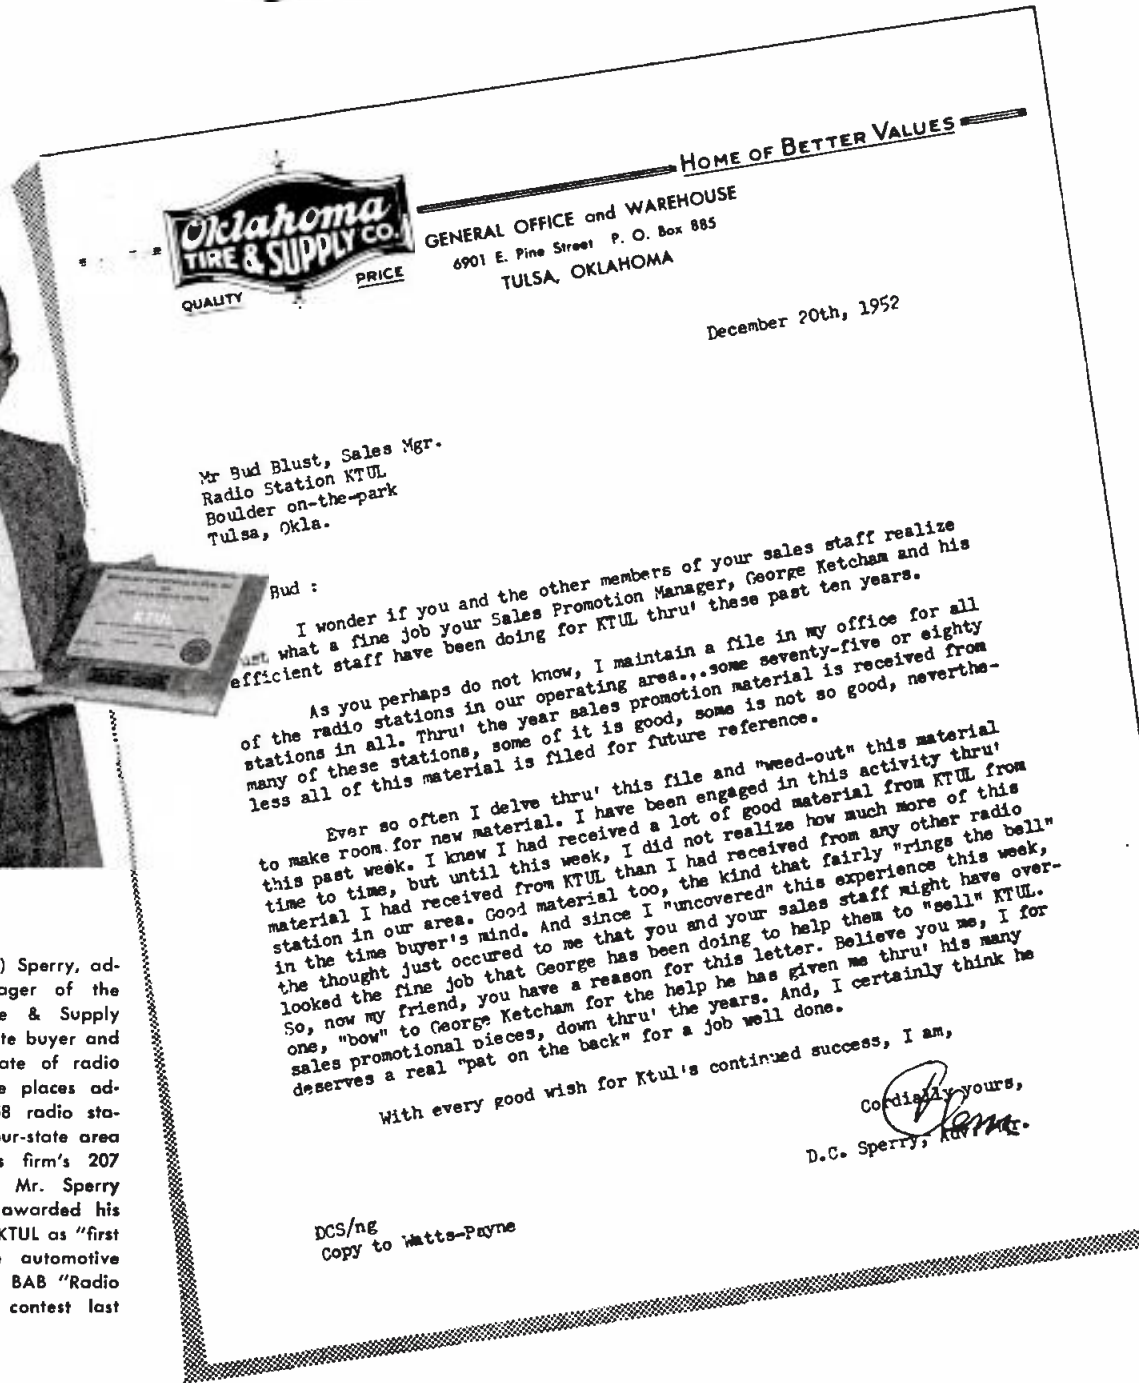 HOME OF BETTER VALUES
Oklahoma
TIRE & SUPPLY CO.
QUALITY
PRICE
GENERAL OFFICE and WAREHOUSE
6901 E. Pine Street P. O. Box 885
TULSA, OKLAHOMA
December 20th, 1952
Mr Bud Blust, Sales Mgr.
Radio Station KTUL
Boulder on-the-park
Tulsa, Okla.
Bud :
I wonder if you and the other members of your sales staff realize
what a fine job your Sales Promotion Manager, George Ketcham and his
efficient staff have been doing for KTUL thru' these past ten years.
As you perhaps do not know, I maintain a file in my office for all
of the radio stations in our operating area...some seventy-five or eighty
stations in all. Thru' the year sales promotion material is received from
many of these stations, some of it is good, some is not so good, neverthe-
less all of this material is filed for future reference.
Ever so often I delve thru' this file and "weed-out" this material
to make room for new material. I have been engaged in this activity thru'
this past week. I knew I had received a lot of good material from KTUL from
time to time, but until this week, I did not realize how much more of this
material I had received from KTUL than I had received from any other radio
station in our area. Good material too, the kind that fairly "rings the bell"
in the time buyer's mind. And since I "uncovered" this experience this week,
the thought just occured to me that you and your sales staff might have over-
looked the fine job that George has been doing to help them to "sell" KTUL.
So, now my friend, you have a reason for this letter. Believe you me, I for
one, "bow" to George Ketcham for the help he has given me thru' his many
sales promotional pieces, down thru' the years. And, I certainly think he
deserves a real "pat on the back" for a job well done.
With every good wish for Ktul's continued success, I am,
Cordially yours,
D.C. Sperry, Adv. Mgr.
DCS/ng
Copy to Watts-Payne
KTUL
) Sperry, ad-
ager of the
e & Supply
te buyer and
ate of radio
e places ad-
8 radio sta-
ur-state area
s firm's 207
Mr. Sperry
awarded his
KTUL as "first
e automotive
BAB "Radio
contest last